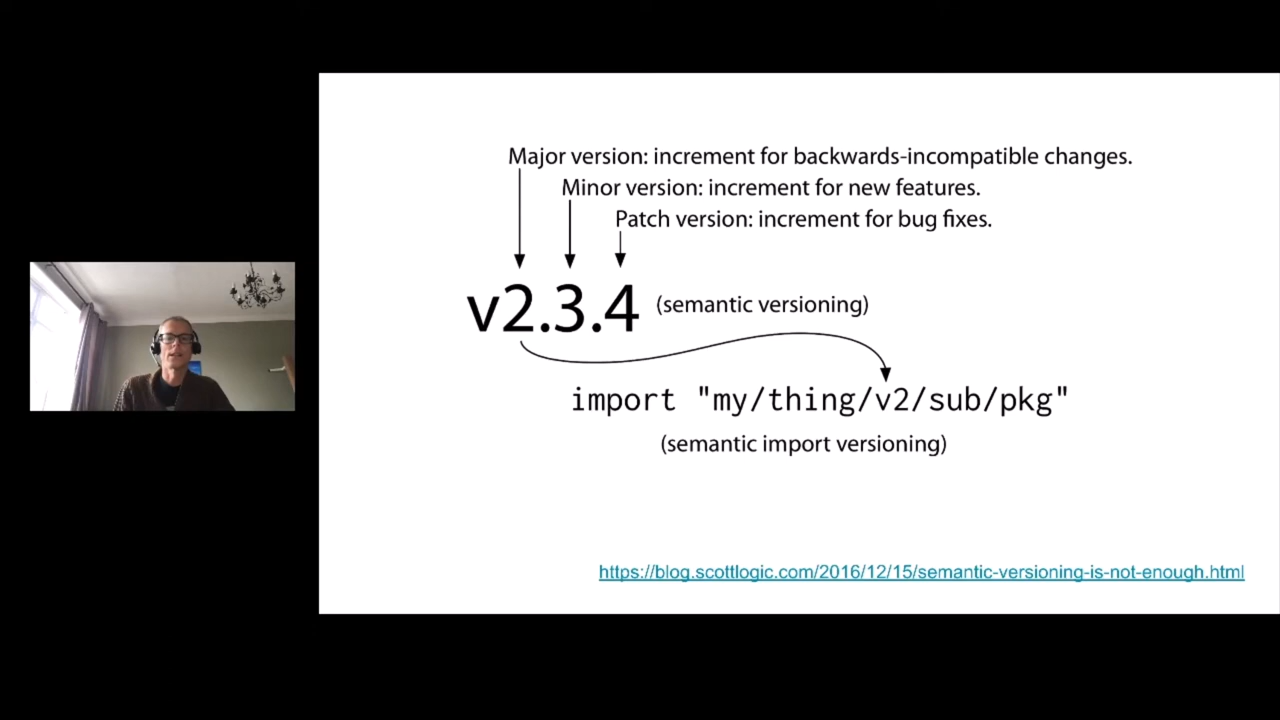 Major version: increment for backwards-incompatible changes.
Minor version: increment for new features.
Patch version: increment for bug fixes.
v2.3.4 (semantic versioning)
import "my/thing/v2/sub/pkg"
(semantic import versioning)
https://blog.scottlogic.com/2016/12/15/semantic-versioning-is-not-enough.html